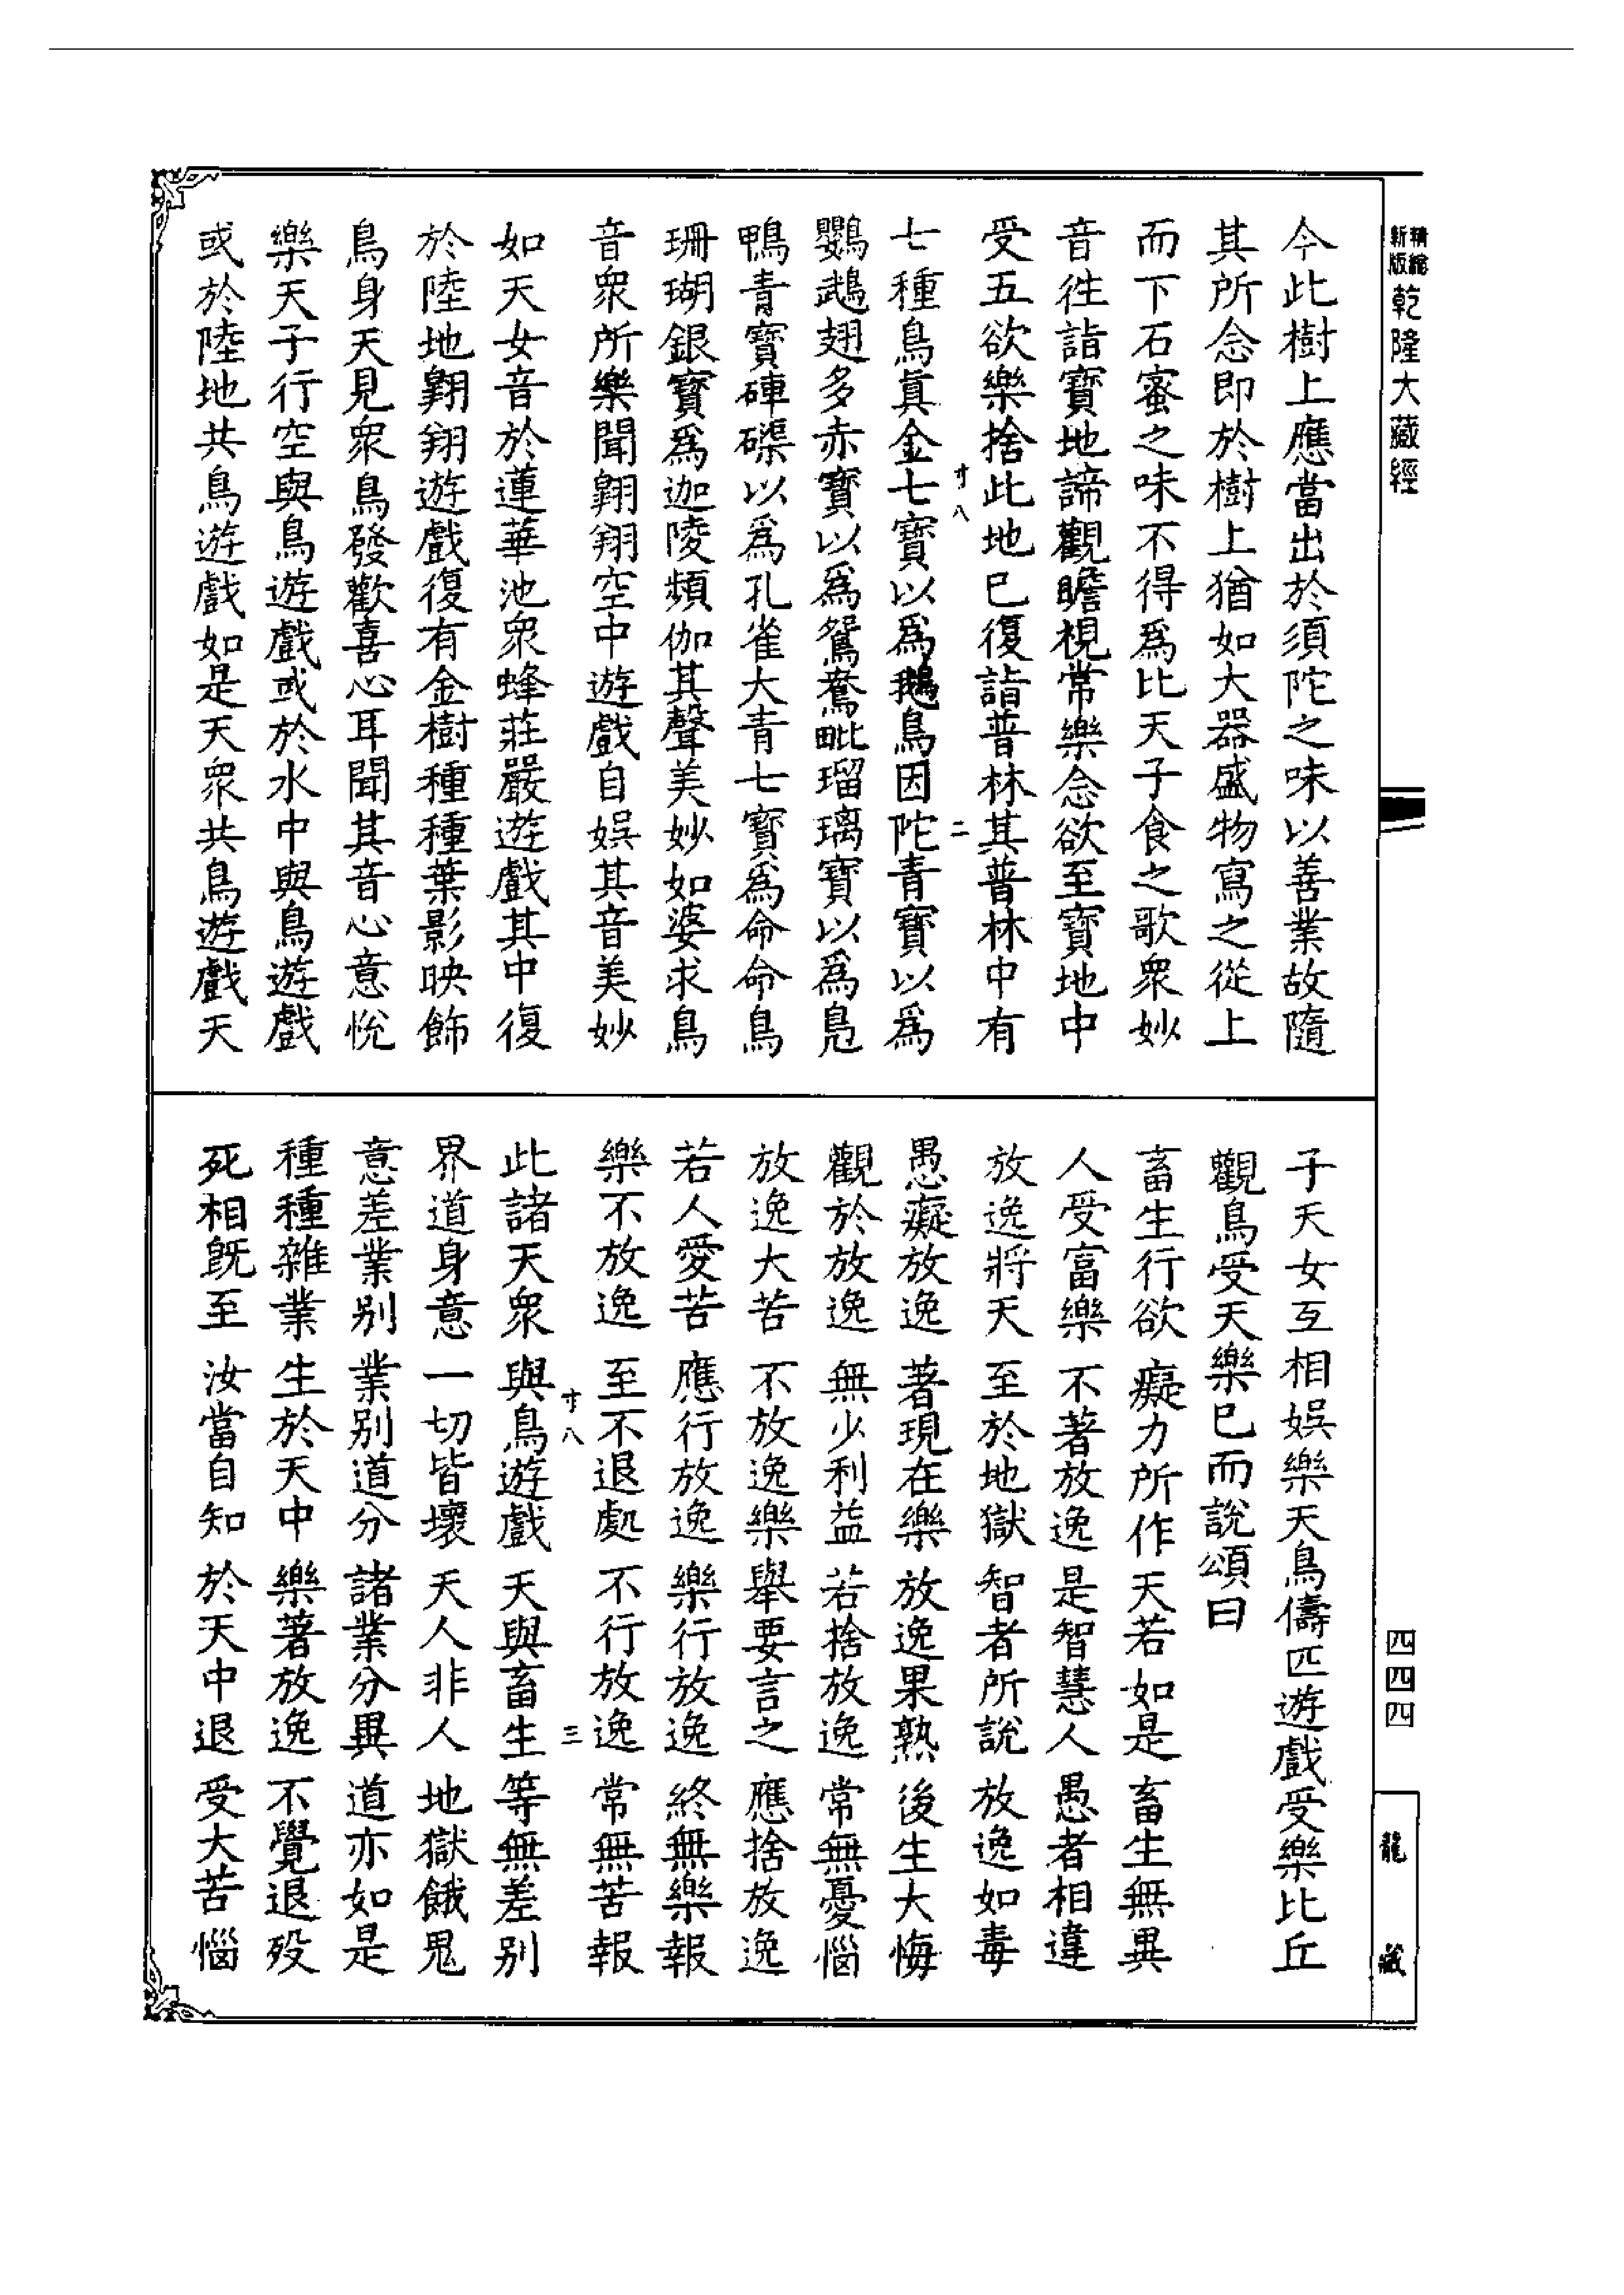 精縮新版
乾隆大藏經
今此樹上應當出於須陀之味以善業故隨
其所念即於樹上猶如大器盛物寫之從上
而下石蜜之味不得爲比天子食之歌衆妙
音往詣寶地諦觀瞻視常樂念欲至寶地中
受五欲樂捨此地已復詣普林其普林中有
寸八
二
七種鳥真金七寶以爲鵝鳥因陀青寶以爲
鸚鵡翅多赤寶以爲鴛鴦毗瑠璃寶以爲鳧
鴨青寶硨磲以爲孔雀大青七寶爲命命鳥
珊瑚銀寶爲迦陵頻伽其聲美妙如婆求鳥
音衆所樂聞翱翔空中遊戲自娛其音美妙
如天女音於蓮華池衆蜂莊嚴遊戲其中復
於陸地翱翔遊戲復有金樹種種葉影映飾
鳥身天見衆鳥發歡喜心耳聞其音心意悅
樂天子行空與鳥遊戲或於水中與鳥遊戲
或於陸地共鳥遊戲如是天衆共鳥遊戲天
子天女互相娛樂天鳥儔匹遊戲受樂比丘
觀鳥受天樂已而說頌曰
畜生行欲 癡力所作 天若如是 畜生無異
人受富樂 不著放逸 是智慧人 愚者相違
放逸將天 至於地獄 智者所說 放逸如毒
愚癡放逸 著現在樂 放逸果熟 後生大悔
觀於放逸 無少利益 若捨放逸 常無憂惱
放逸大苦 不放逸樂 舉要言之 應捨放逸
若人愛苦 應行放逸 樂行放逸 終無樂報
樂不放逸 至不退處 不行放逸 常無苦報
寸八
三
此諸天衆 與鳥遊戲 天與畜生 等無差别
界道身意 一切皆壞 天人非人 地獄餓鬼
意差業别 業别道分 諸業分異 道亦如是
種種雜業 生於天中 樂著放逸 不覺退歿
死相旣至 汝當自知 於天中退 受大苦惱
四四四
龍藏